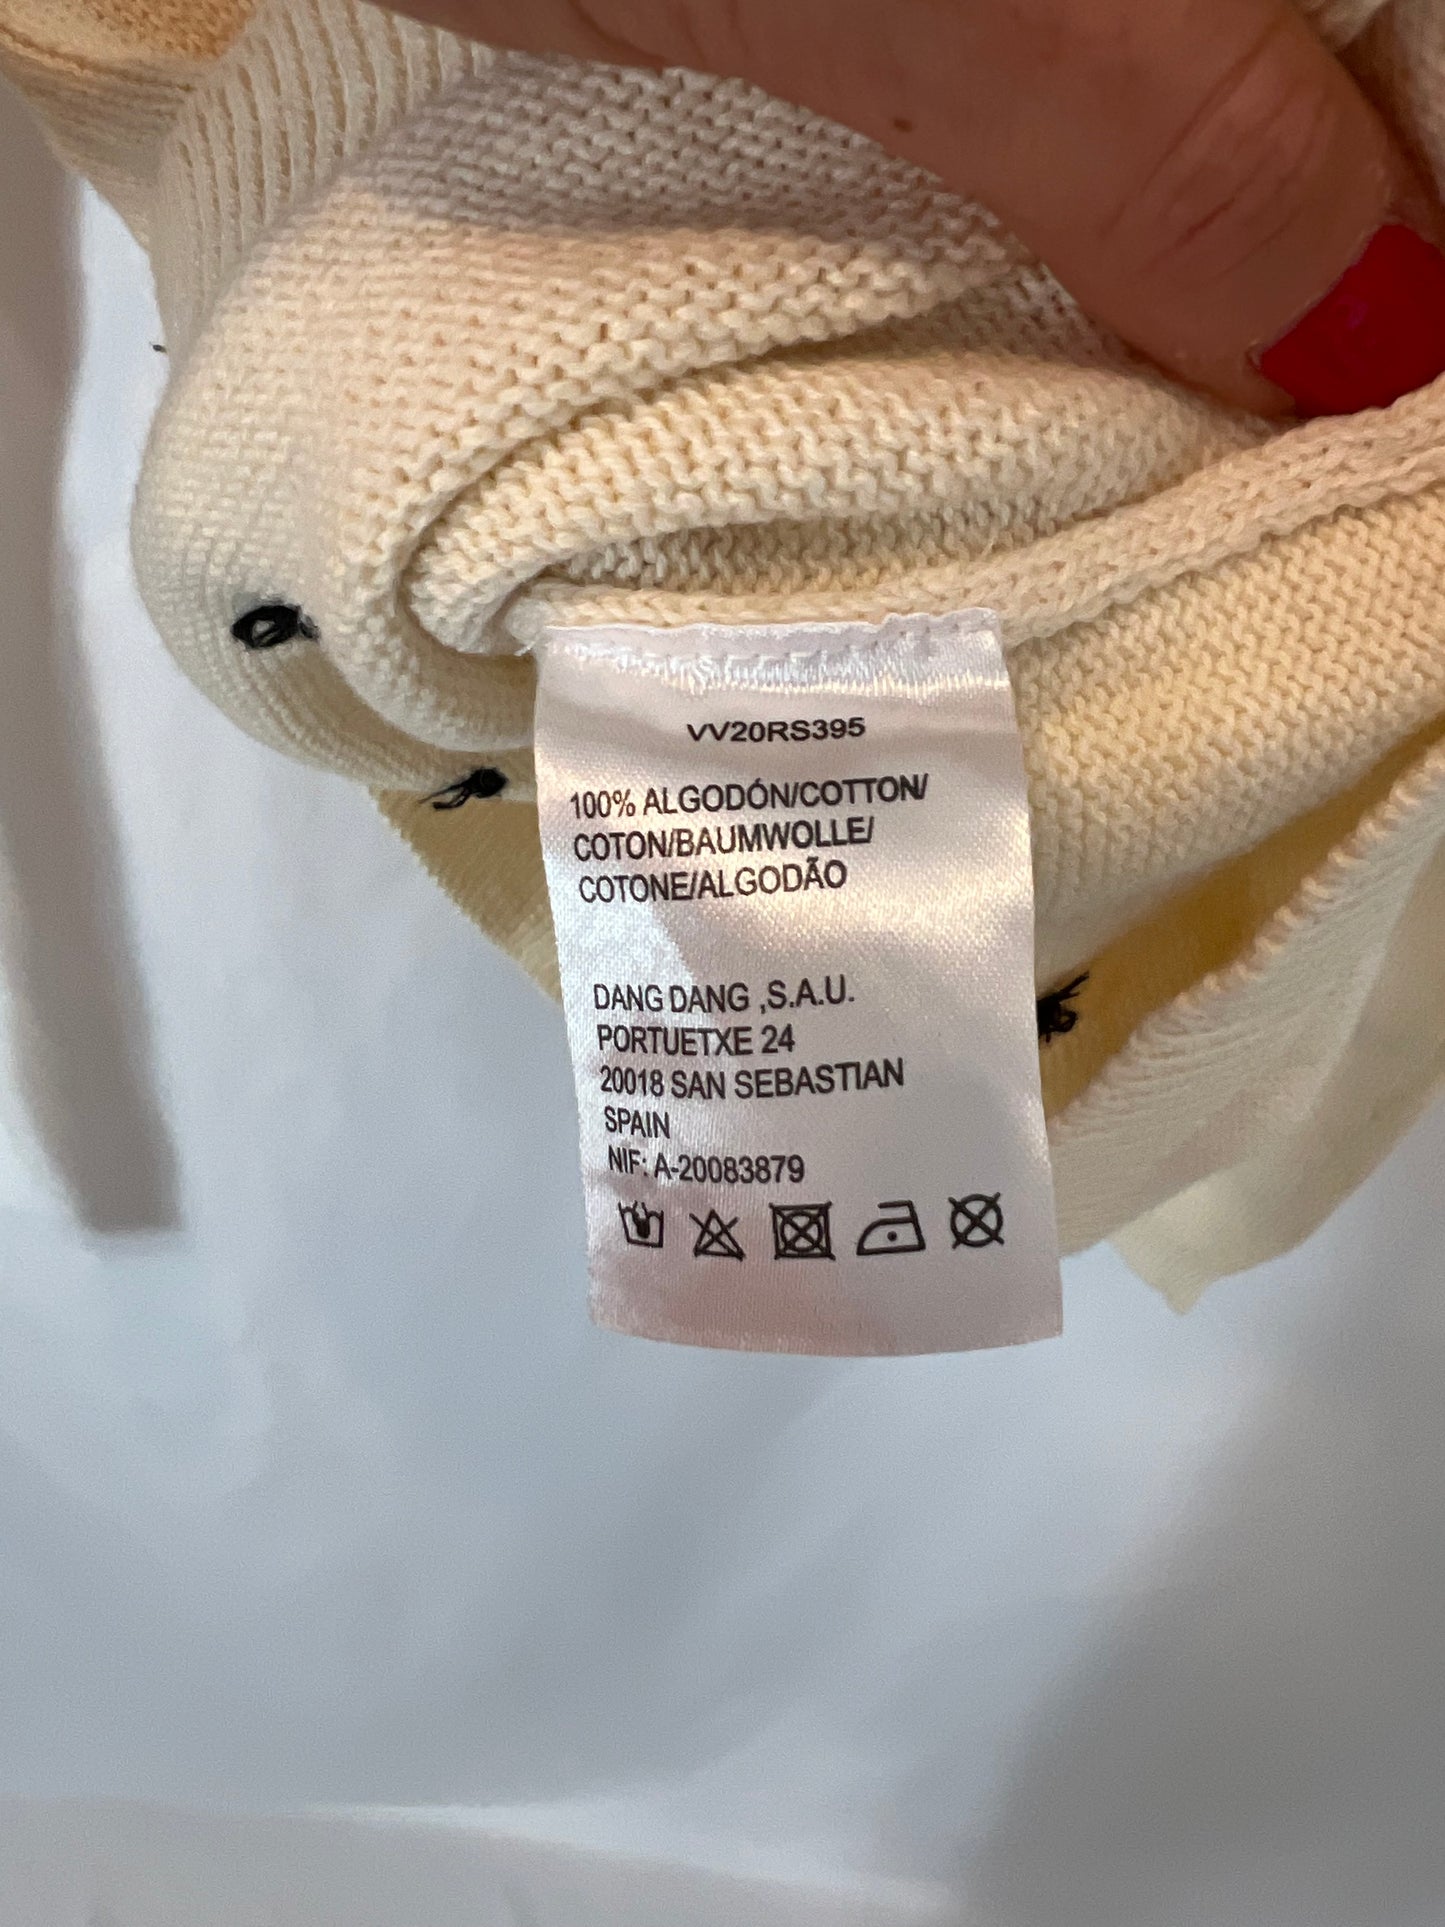 VV20RS395
100% ALGODÓN/COTTON/
COTON/BAUMWOLLE/
COTONE/ALGODÃO
DANG DANG ,S.A.U.
PORTUETXE 24
20018 SAN SEBASTIAN
SPAIN
NIF: A-20083879